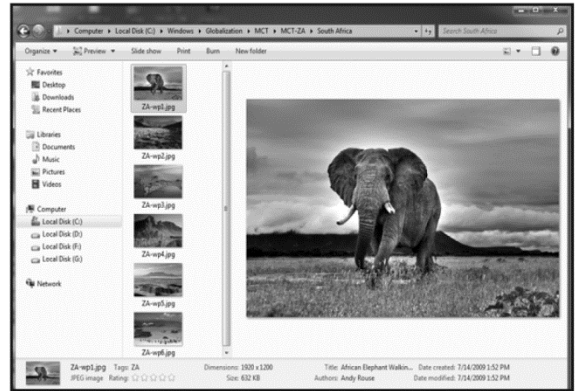 Computer Local Disk (C:) Windows Globalization MCT MCT-ZA South Africa Search South Africa
Organize Preview Slide show Print Burn New folder
Favorites
Desktop
Downloads
Recent Places
Libraries
Documents
Music
Pictures
Videos
Computer
Local Disk (C:)
Local Disk (D:)
Local Disk (F:)
Local Disk (G:)
Network
ZA-wp1.jpg
ZA-wp2.jpg
ZA-wp3.jpg
ZA-wp4.jpg
ZA-wp5.jpg
ZA-wp6.jpg
ZA-wp1.jpg Tags: ZA Dimensions: 1920 x 1200 Title: African Elephant Walkin... Date created: 7/14/2009 1:52 PM
JPEG image Rating: Size: 632 KB Authors: Andy Rouse Date modified: 7/14/2009 1:52 PM